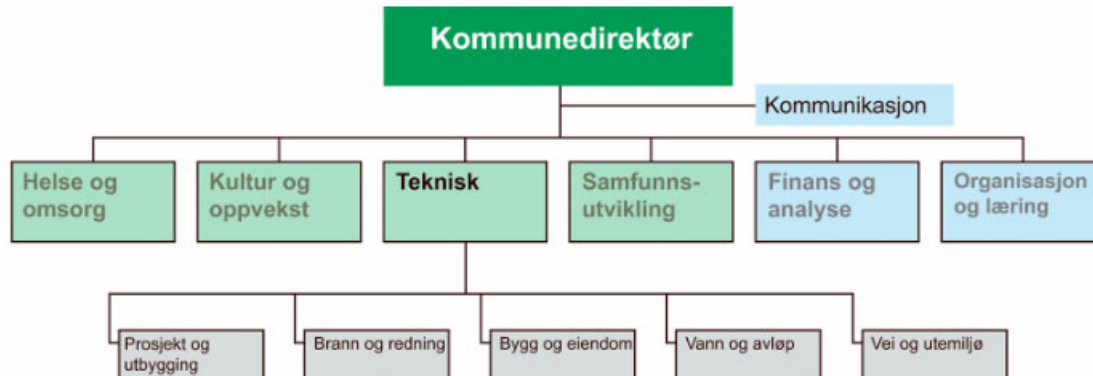 Kommunedirektør
Kommunikasjon
Helse og
omsorg
Kultur og
oppvekst
Teknisk
Samfunns-
utvikling
Finans og
analyse
Organisasjon
og læring
Prosjekt og
utbygging
Brann og redning
Bygg og eiendom
Vann og avløp
Vei og utemiljø